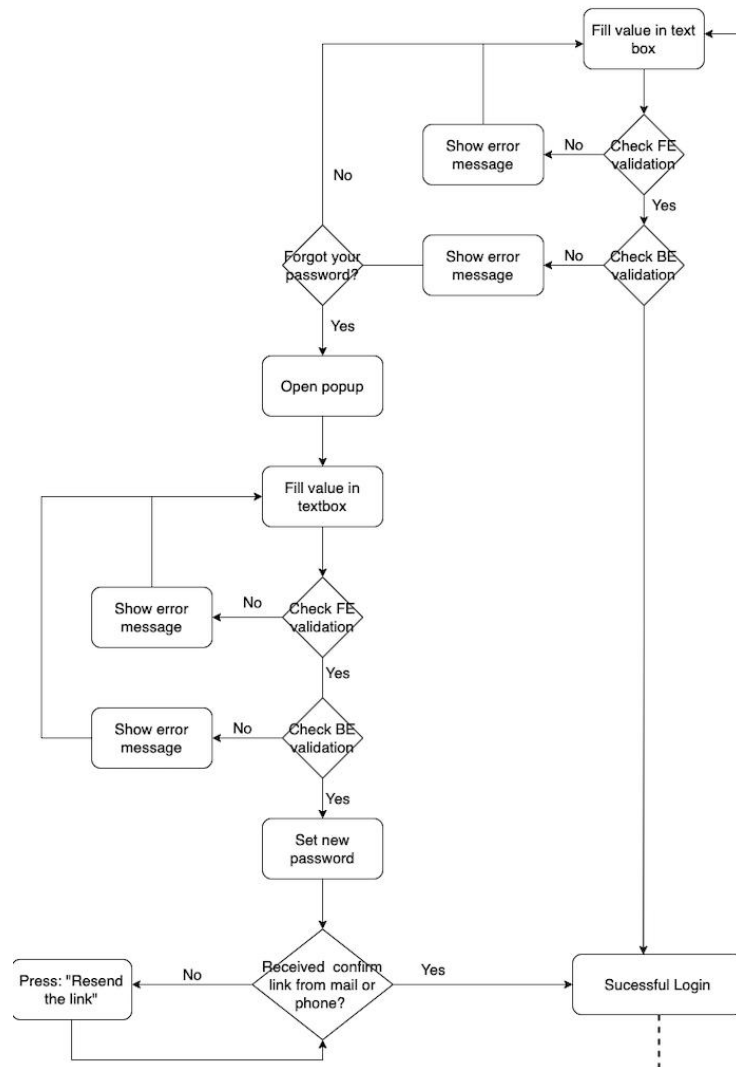 Fill value in text
box
Show error
message
No
Check FE
validation
No
Yes
Forgot your
password?
Show error
message
No
Check BE
validation
Yes
Open popup
Fill value in
textbox
Show error
message
No
Check FE
validation
Yes
Show error
message
No
Check BE
validation
Yes
Set new
password
Press: "Resend
the link"
No
Received confirm
link from mail or
phone?
Yes
Sucessful Login